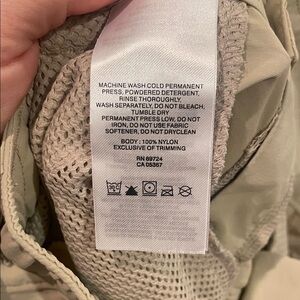 MACHINE WASH COLD PERMANENT
PRESS, POWDERED DETERGENT,
RINSE THOROUGHLY,
WASH SEPARATELY, DO NOT BLEACH,
TUMBLE DRY
PERMANENT PRESS LOW, DO NOT
IRON, DO NOT USE FABRIC
SOFTENER, DO NOT DRYCLEAN
BODY : 100% NYLON
EXCLUSIVE OF TRIMMING
RN 69724
CA 05367